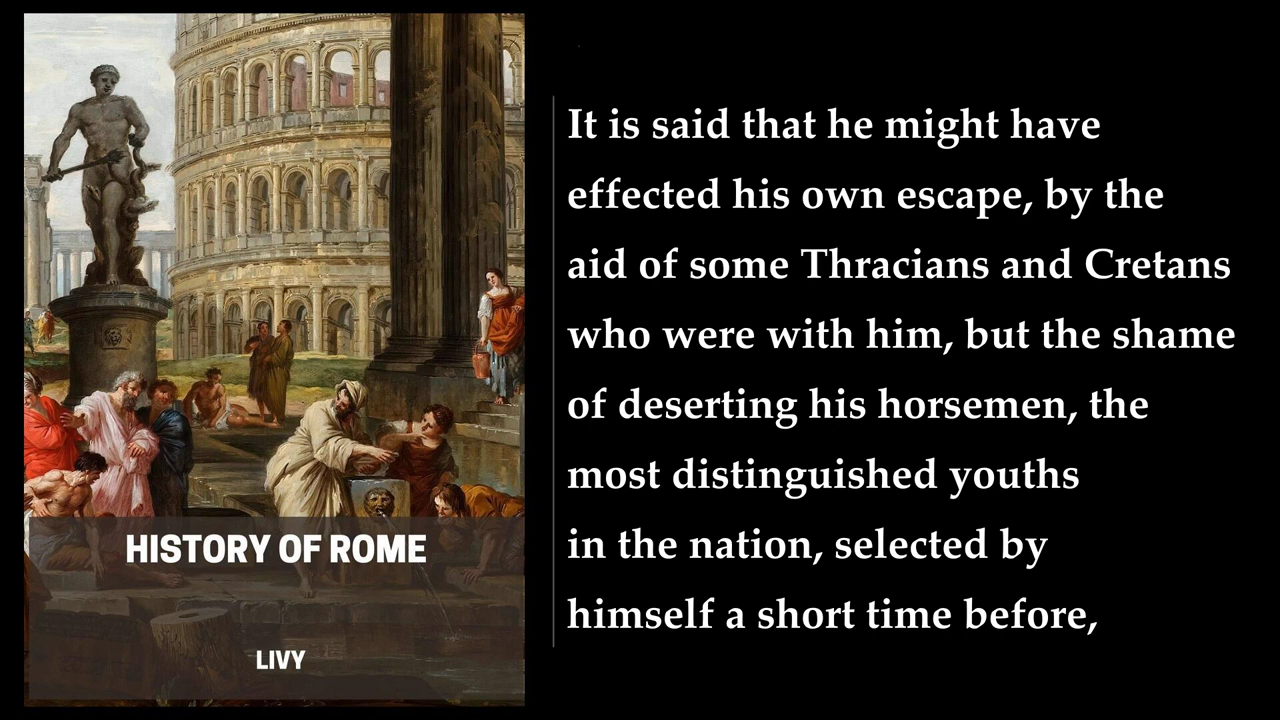 HISTORY OF ROME
LIVY
It is said that he might have
effected his own escape, by the
aid of some Thracians and Cretans
who were with him, but the shame
of deserting his horsemen, the
most distinguished youths
in the nation, selected by
himself a short time before,